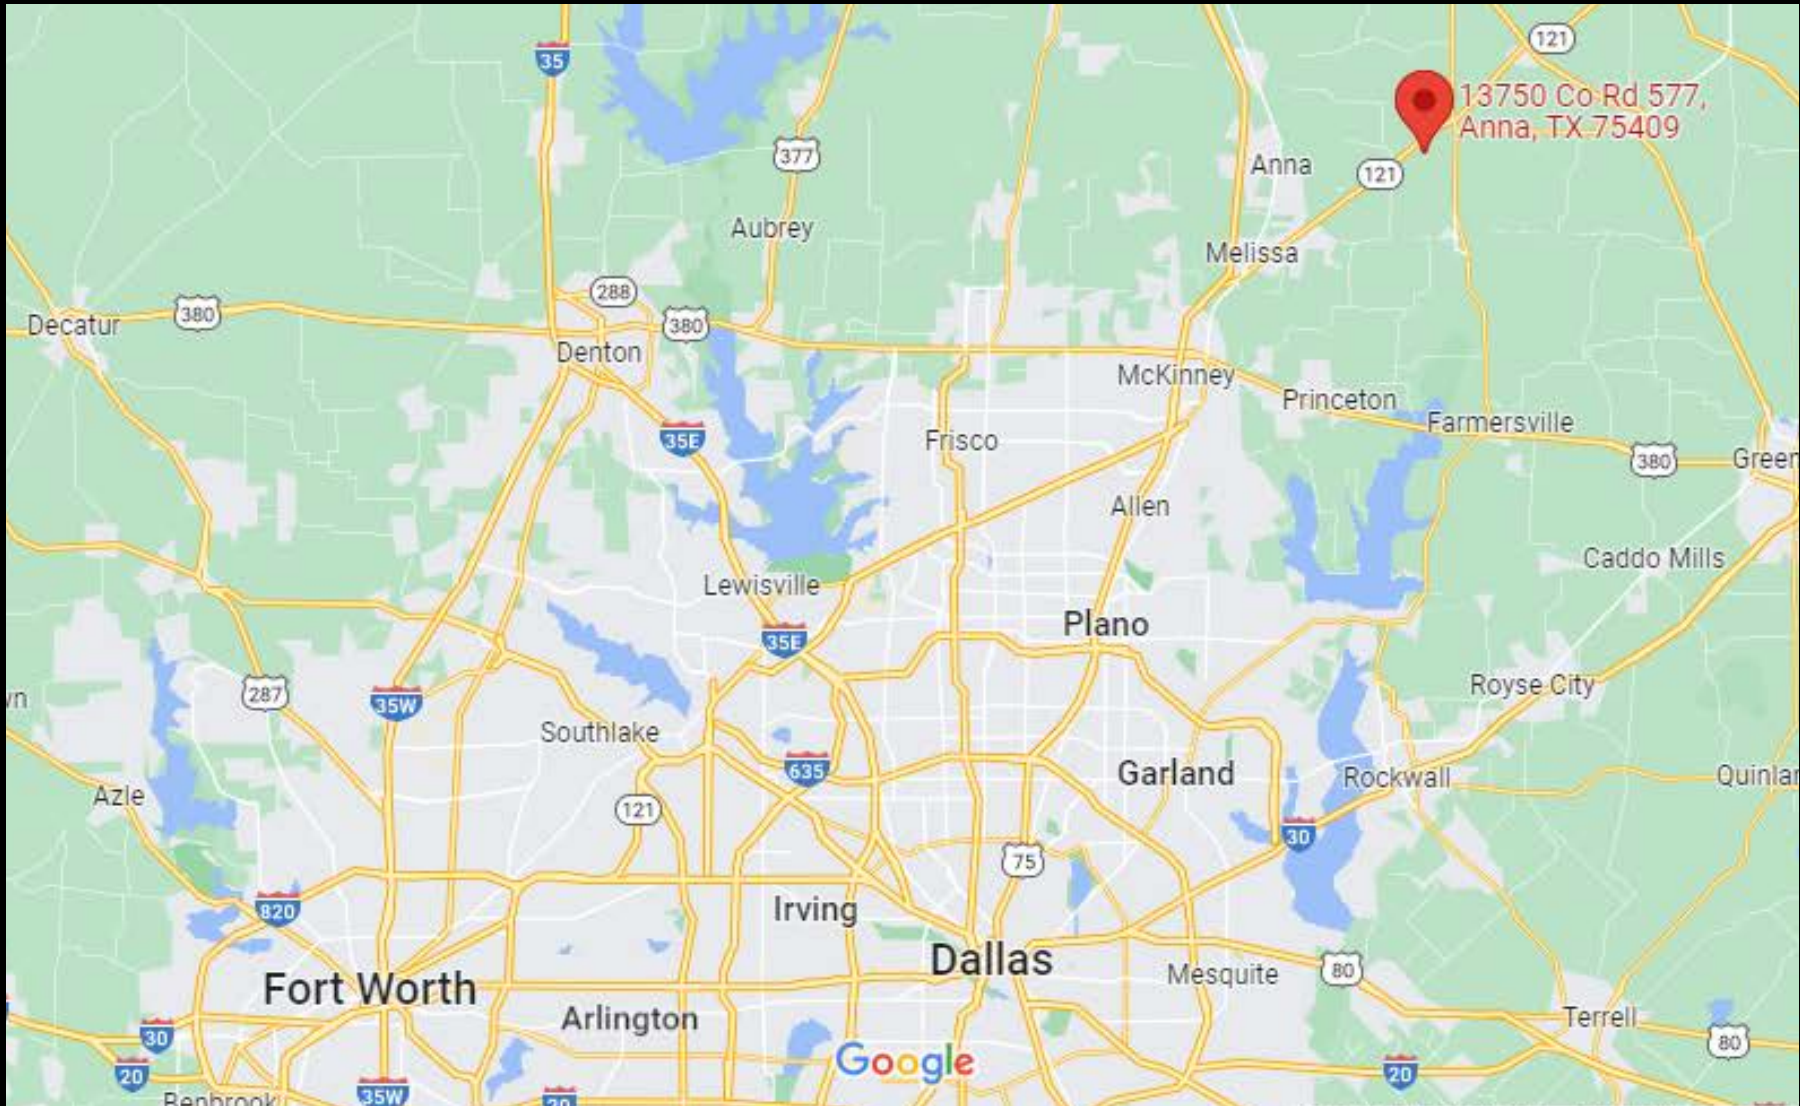 35
121
13750 Co Rd 577,
Anna, TX 75409
377
Anna
121
Aubrey
Melissa
288
380
380
Decatur
Denton
McKinney
Princeton
Farmersville
35E
Frisco
380
Green
Allen
Caddo Mills
Lewisville
Plano
35E
287
35W
Royse City
wn
Southlake
635
Garland
Rockwall
Quinlan
Azle
121
30
75
820
Irving
Dallas
Mesquite
80
Fort Worth
Arlington
Terrell
30
80
Google
20
20
Benbrook
35W
20